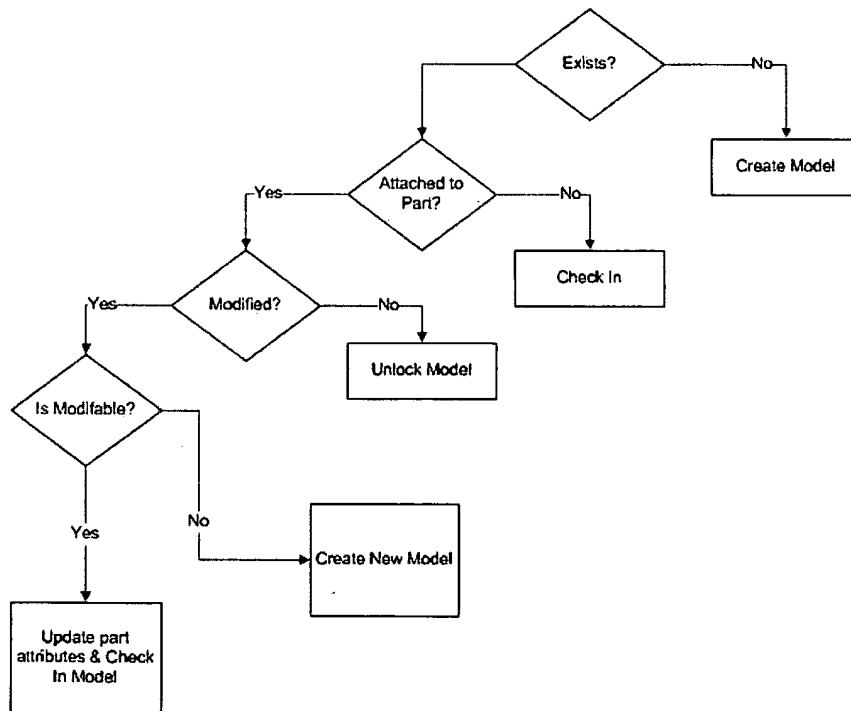 Exists?
No
Create Model
Yes
Attached to
Part?
No
Check In
Yes
Modified?
No
Unlock Model
Is Modifable?
Yes
No
Create New Model
Update part
attributes & Check
In Model